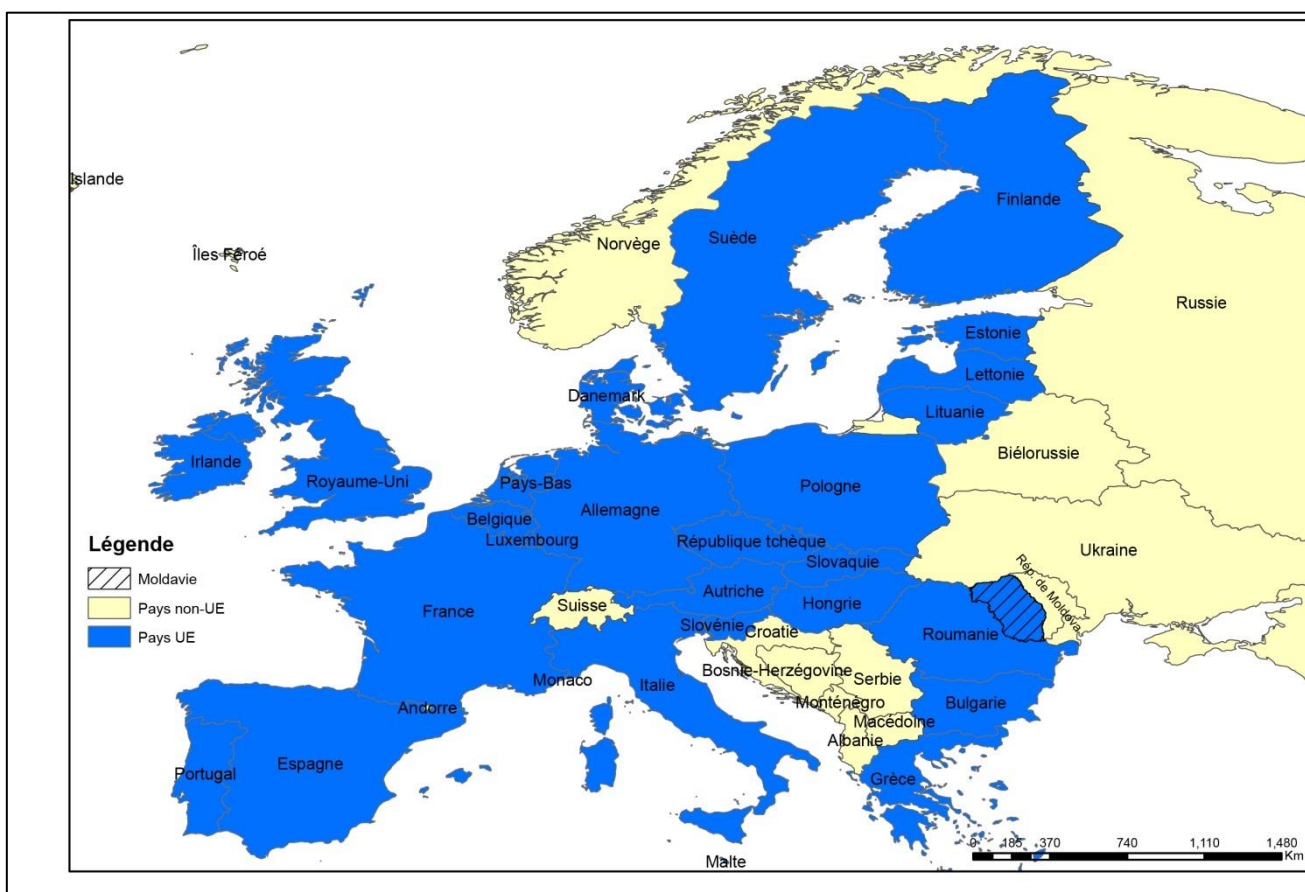 Islande
Îles Féroé
Norvège
Suède
Finlande
Russie
Estonie
Lettonie
Danemark
Lituanie
Biélorussie
Irlande
Royaume-Uni
Pays-Bas
Pologne
Allemagne
Belgique
Luxembourg
République tchèque
Ukraine
Slovaquie
Rép. de Moldova
Autriche
Hongrie
France
Suisse
Slovénie
Croatie
Roumanie
Bosnie-Herzégovine
Serbie
Monaco
Italie
Monténégro
Bulgarie
Andorre
Macédoine
Albanie
Portugal
Espagne
Grèce
Malte
Légende
Moldavie
Pays non-UE
Pays UE
0 185 370 740 1,110 1,480
Km